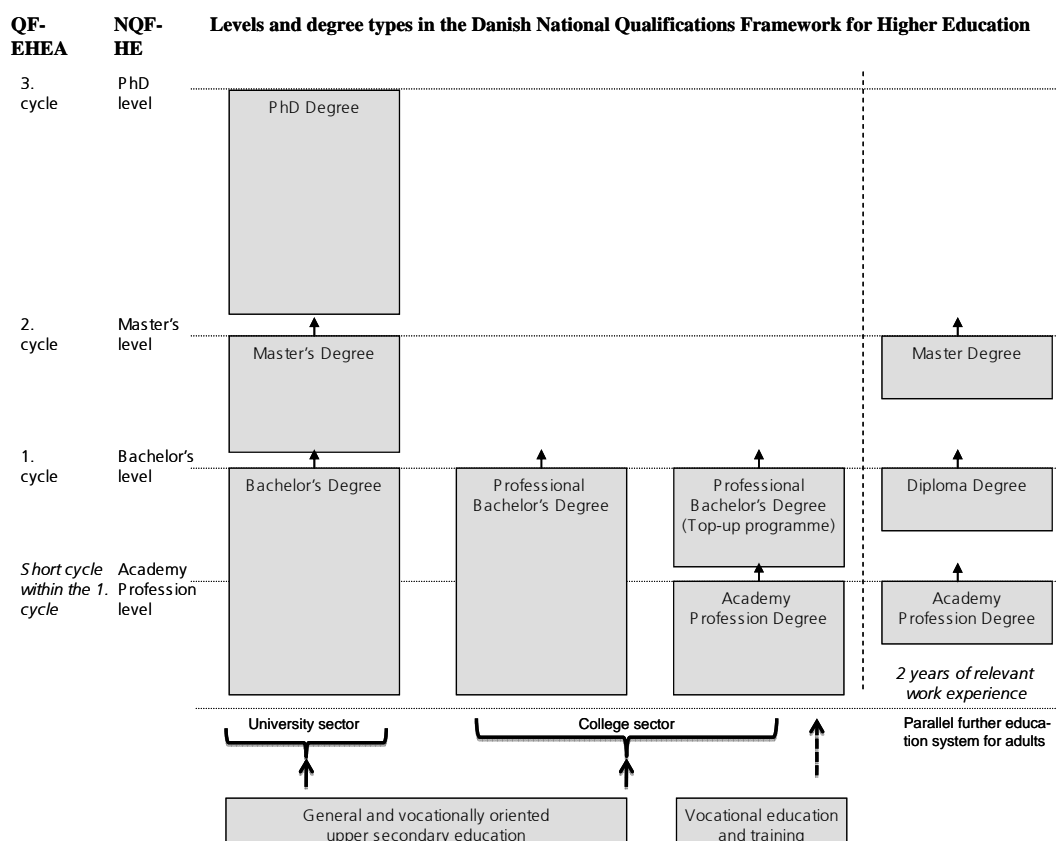 QF-
EHEA
NQF-
HE
Levels and degree types in the Danish National Qualifications Framework for Higher Education
3.
cycle
PhD
level
PhD Degree
2.
cycle
Master's
level
Master's Degree
Master Degree
1.
cycle
Bachelor's
level
Bachelor's Degree
Professional
Bachelor's Degree
Professional
Bachelor's Degree
(Top-up programme)
Diploma Degree
Short cycle
within the 1.
cycle
Academy
Profession
level
Academy
Profession Degree
Academy
Profession Degree
2 years of relevant
work experience
University sector
College sector
Parallel further educa-
tion system for adults
General and vocationally oriented
upper secondary education
Vocational education
and training